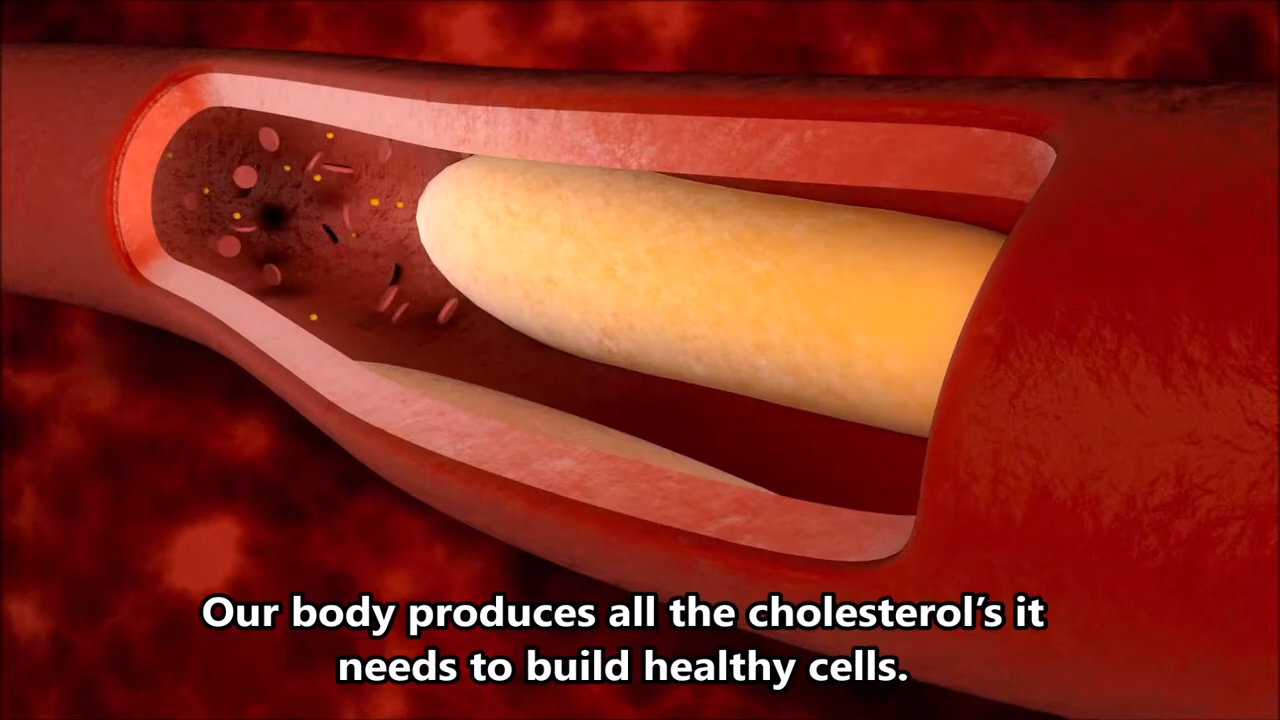 Our body produces all the cholesterol’s it
needs to build healthy cells.